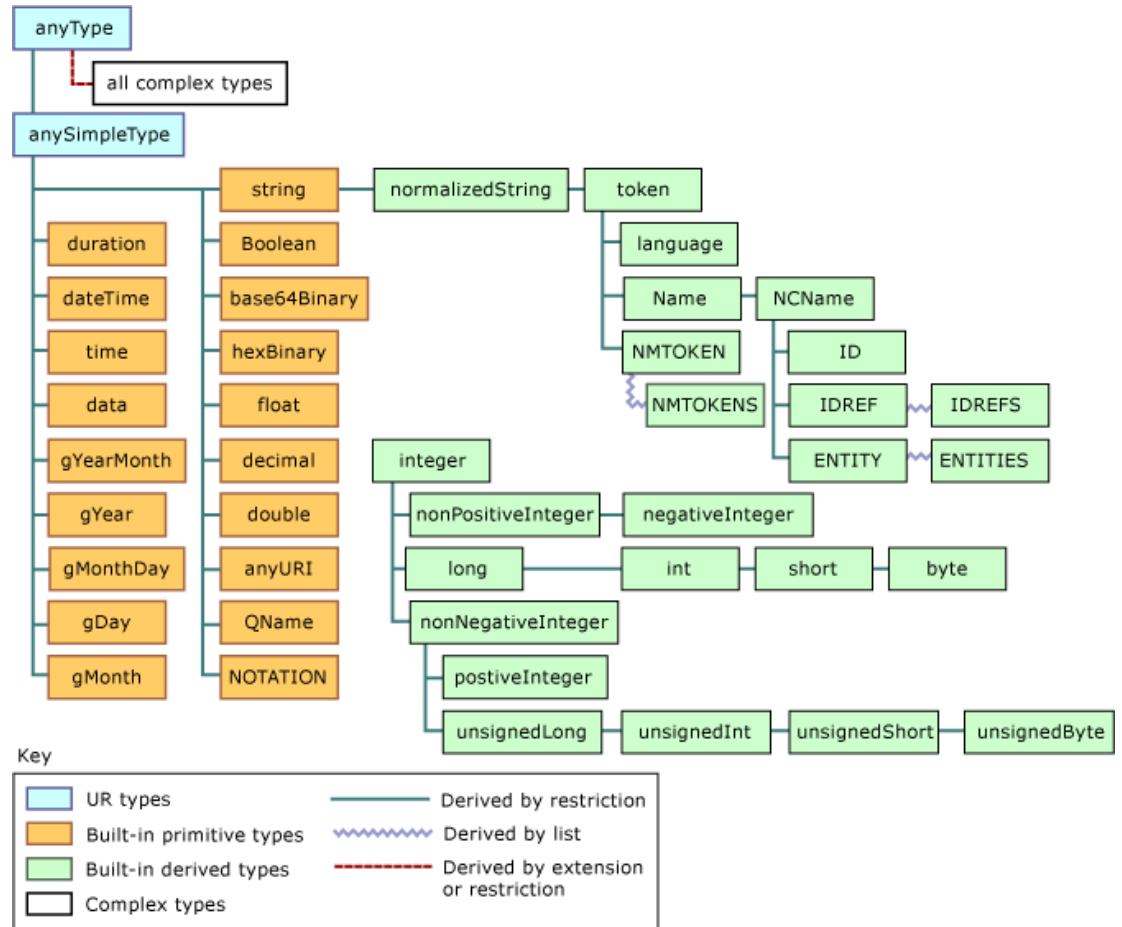 anyType
all complex types
anySimpleType
string normalizedString token
duration Boolean language
dateTime base64Binary Name NCName
time hexBinary NMTOKEN ID
data float NMTOKENS IDREF IDREFS
gYearMonth decimal integer ENTITY ENTITIES
gYear double nonPositiveInteger negativeInteger
gMonthDay anyURI long int short byte
gDay QName nonNegativeInteger
gMonth NOTATION postiveInteger
unsignedLong unsignedInt unsignedShort unsignedByte
Key
UR types Derived by restriction
Built-in primitive types Derived by list
Built-in derived types Derived by extension
or restriction
Complex types